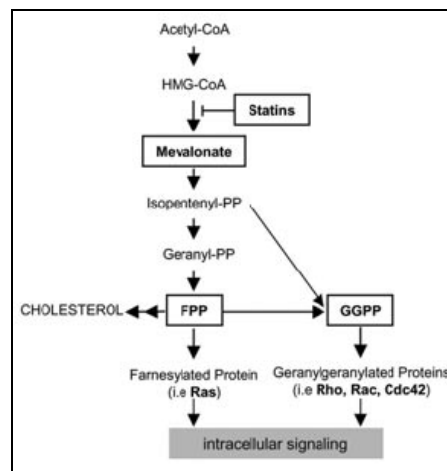 Acetyl-CoA
HMG-CoA
Statins
Mevalonate
Isopentenyl-PP
Geranyl-PP
CHOLESTEROL
FPP
GGPP
Farnesylated Protein
(i.e Ras)
Geranylgeranylated Proteins
(i.e Rho, Rac, Cdc42)
intracellular signaling